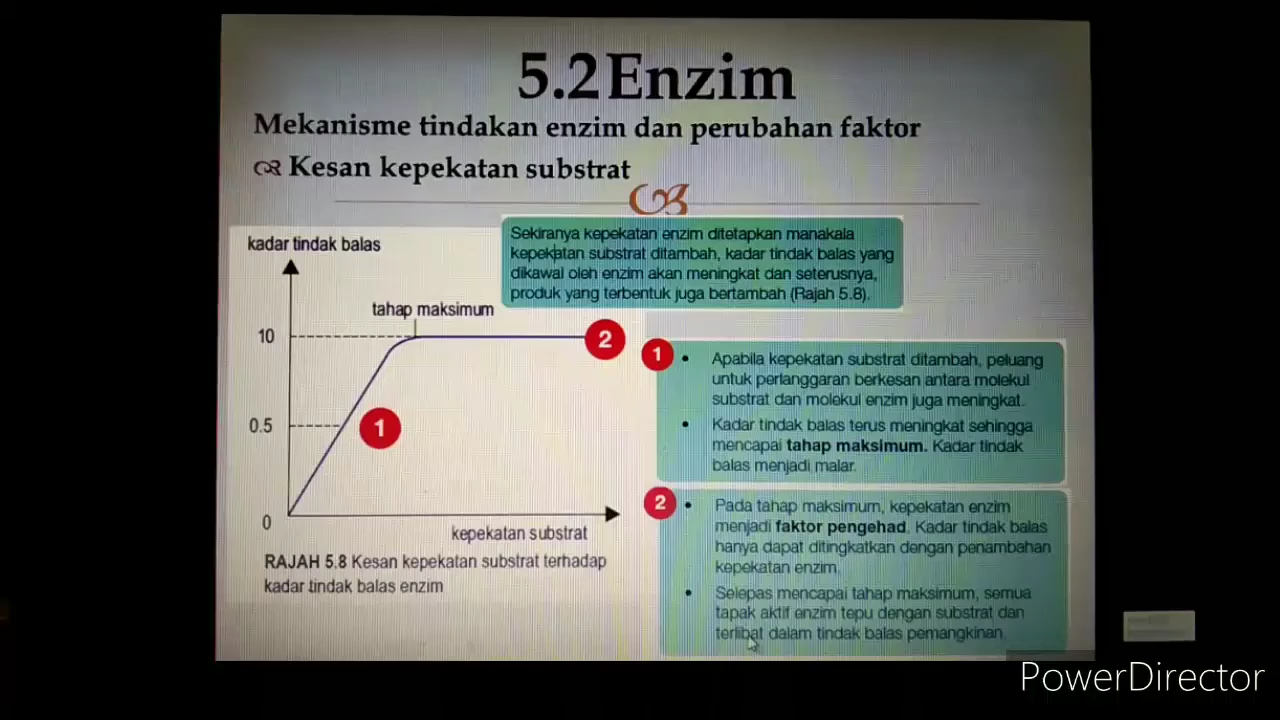 5.2 Enzim
Mekanisme tindakan enzim dan perubahan faktor
Kesan kepekatan substrat
kadar tindak balas
Sekiranya kepekatan enzim ditetapkan manakala
kepekatan substrat ditambah, kadar tindak balas yang
dikawal oleh enzim akan meningkat dan seterusnya,
produk yang terbentuk juga bertambah (Rajah 5.8).
tahap maksimum
10
2
0.5
1
0
kepekatan substrat
RAJAH 5.8 Kesan kepekatan substrat terhadap
kadar tindak balas enzim
1
• Apabila kepekatan substrat ditambah, peluang
untuk perlanggaran berkesan antara molekul
substrat dan molekul enzim juga meningkat.
• Kadar tindak balas terus meningkat sehingga
mencapai tahap maksimum. Kadar tindak
balas menjadi malar.
2
• Pada tahap maksimum, kepekatan enzim
menjadi faktor pengehad. Kadar tindak balas
hanya dapat ditingkatkan dengan penambahan
kepekatan enzim.
• Selepas mencapai tahap maksimum, semua
tapak aktif enzim tepu dengan substrat dan
terlibat dalam tindak balas pemangkinan.
PowerDirector